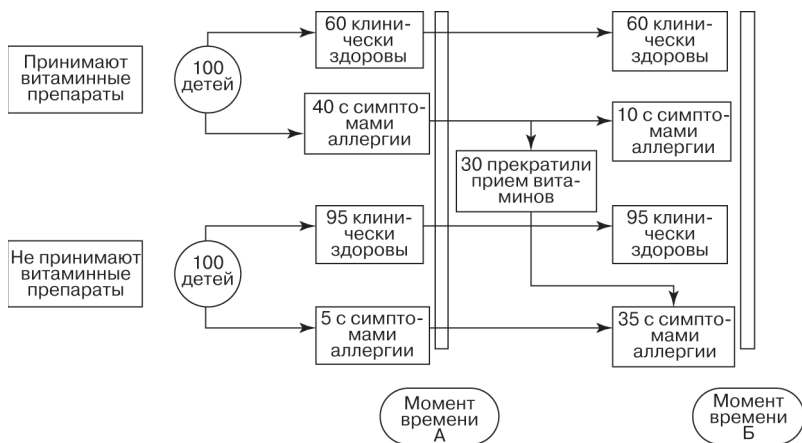 Принимают
витаминные
препараты
100
детей
60 клини-
чески
здоровы
60 клини-
чески
здоровы
40 с симпто-
мами
аллергии
10 с симпто-
мами
аллергии
30 прекратили
прием вита-
минов
Не принимают
витаминные
препараты
100
детей
95 клини-
чески
здоровы
95 клини-
чески
здоровы
5 с симпто-
мами
аллергии
35 с симпто-
мами
аллергии
Момент
времени
А
Момент
времени
Б